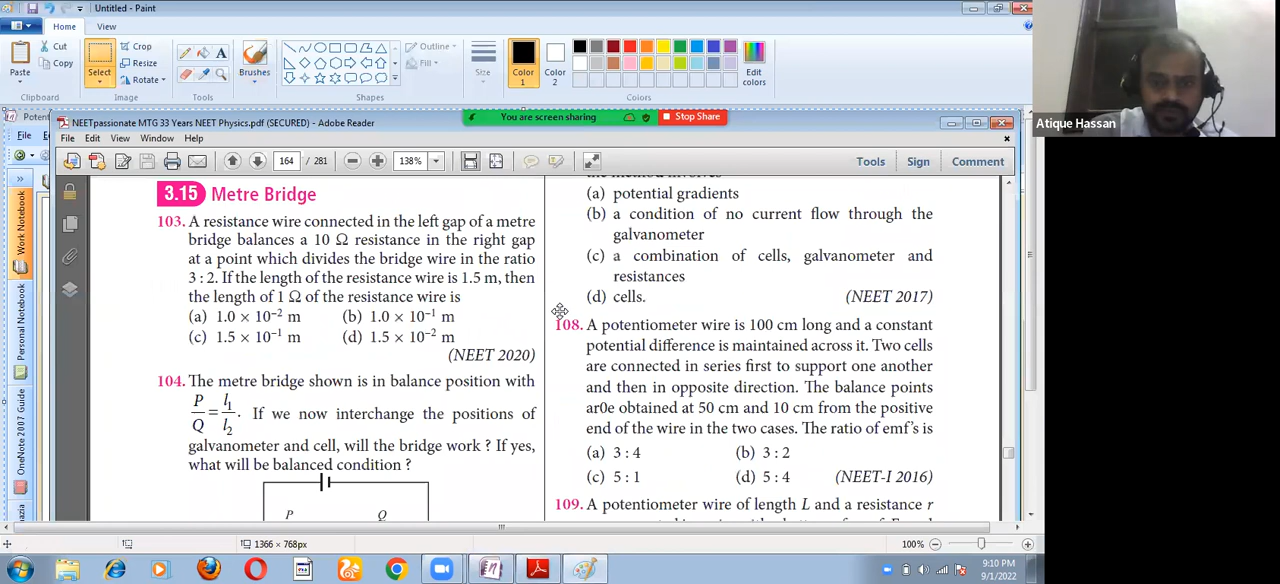 Untitled - Paint
Home
View
Cut
Copy
Paste
Clipboard
Select
Crop
Resize
Rotate
Image
Tools
Brushes
Shapes
Outline
Fill
Size
Color 1
Color 2
Colors
Edit colors
Atique Hassan
You are screen sharing
Stop Share
Potent
File
NEETpassionate MTG 33 Years NEET Physics.pdf (SECURED) - Adobe Reader
File Edit View Window Help
164 / 281
138%
Tools
Sign
Comment
Work Notebook
Personal Notebook
OneNote 2007 Guide
3.15 Metre Bridge
103. A resistance wire connected in the left gap of a metre
bridge balances a 10 Ω resistance in the right gap
at a point which divides the bridge wire in the ratio
3 : 2. If the length of the resistance wire is 1.5 m, then
the length of 1 Ω of the resistance wire is
(a) 1.0 × 10⁻² m (b) 1.0 × 10⁻¹ m
(c) 1.5 × 10⁻¹ m (d) 1.5 × 10⁻² m
(NEET 2020)
104. The metre bridge shown is in balance position with
P/Q = l₁/l₂. If we now interchange the positions of
galvanometer and cell, will the bridge work ? If yes,
what will be balanced condition ?
P
Q
(a) potential gradients
(b) a condition of no current flow through the
galvanometer
(c) a combination of cells, galvanometer and
resistances
(d) cells. (NEET 2017)
108. A potentiometer wire is 100 cm long and a constant
potential difference is maintained across it. Two cells
are connected in series first to support one another
and then in opposite direction. The balance points
ar0e obtained at 50 cm and 10 cm from the positive
end of the wire in the two cases. The ratio of emf's is
(a) 3 : 4 (b) 3 : 2
(c) 5 : 1 (d) 5 : 4 (NEET-I 2016)
109. A potentiometer wire of length L and a resistance r
1366 × 768px
100%
9:10 PM
9/1/2022